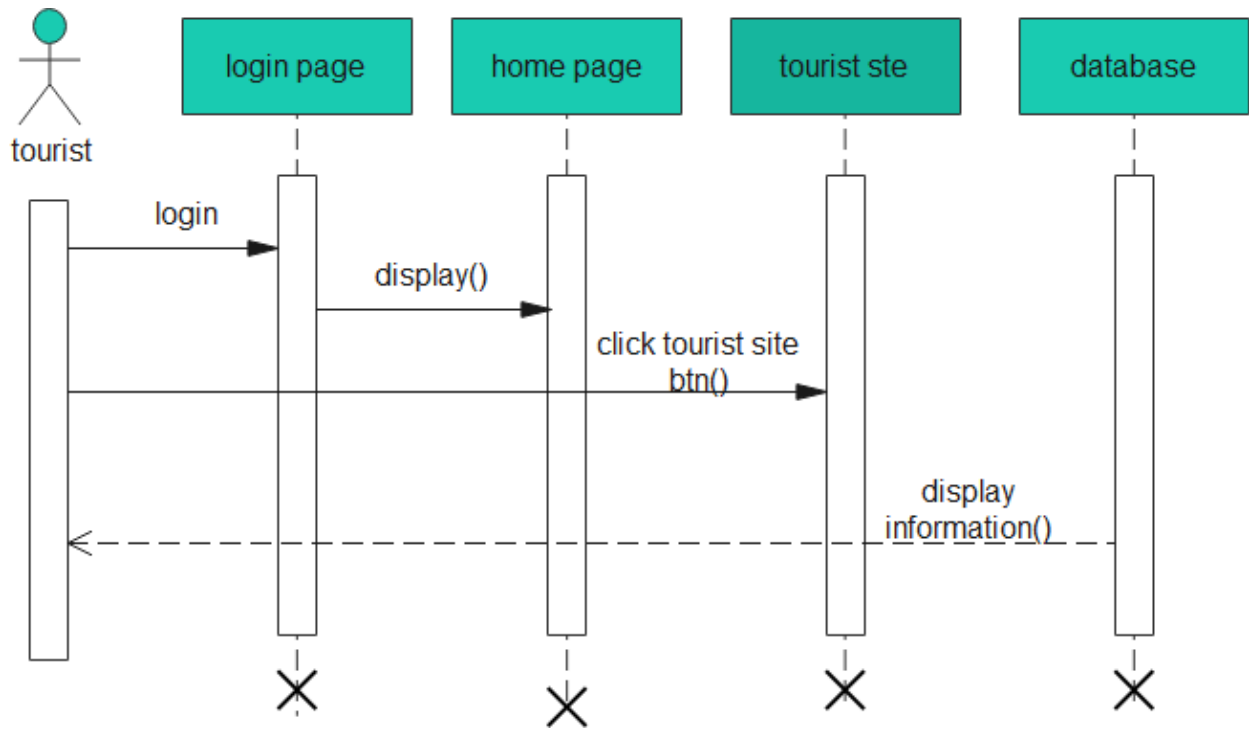 login page
home page
tourist ste
database
tourist
login
display()
click tourist site
btn()
display
information()